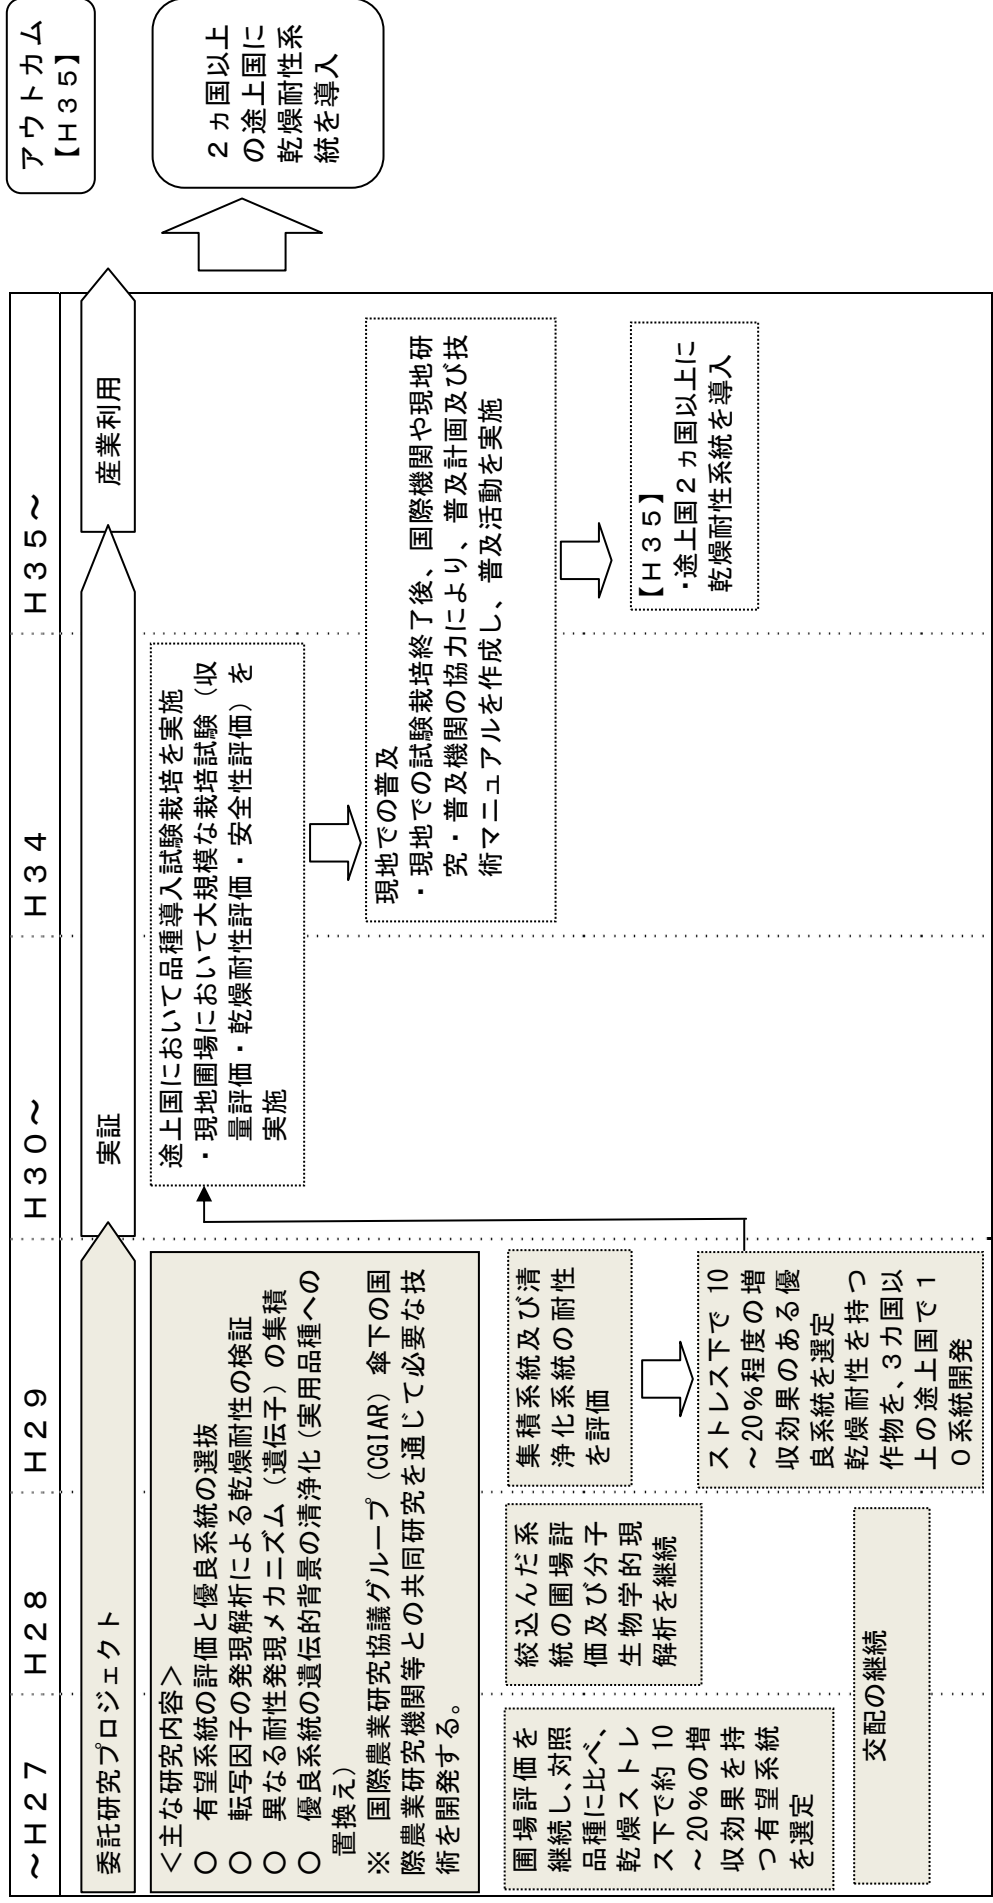 ～Ｈ２７
Ｈ２８
Ｈ２９
Ｈ３０～
Ｈ３４
Ｈ３５～
アウトカム
【Ｈ３５】
委託研究プロジェクト
実証
産業利用
＜主な研究内容＞
○　有望系統の評価と優良系統の選抜
○　転写因子の発現解析による乾燥耐性の検証
○　異なる耐性発現メカニズム（遺伝子）の集積
○　優良系統の遺伝的背景の清浄化（実用品種への
置換え）
※　国際農業研究協議グループ（CGIAR）傘下の国
際農業研究機関等との共同研究を通じて必要な技
術を開発する。
圃場評価を
継続し、対照
品種に比べ、
乾燥ストレ
ス下で約 10
～20％の増
収効果を持
つ有望系統
を選定
絞込んだ系
統の圃場評
価及び分子
生物学的現
解析を継続
集積系統及び清
浄化系統の耐性
を評価
ストレス下で 10
～20％程度の増
収効果のある優
良系統を選定
乾燥耐性を持つ
作物を、３カ国以
上の途上国で１
０系統開発
交配の継続
途上国において品種導入試験栽培を実施
・現地圃場において大規模な栽培試験（収
量評価・乾燥耐性評価・安全性評価）を
実施
現地での普及
・現地での試験栽培終了後、国際機関や現地研
究・普及機関の協力により、普及計画及び技
術マニュアルを作成し、普及活動を実施
【Ｈ３５】
・途上国２ヵ国以上に
乾燥耐性系統を導入
２ヵ国以上
の途上国に
乾燥耐性系
統を導入